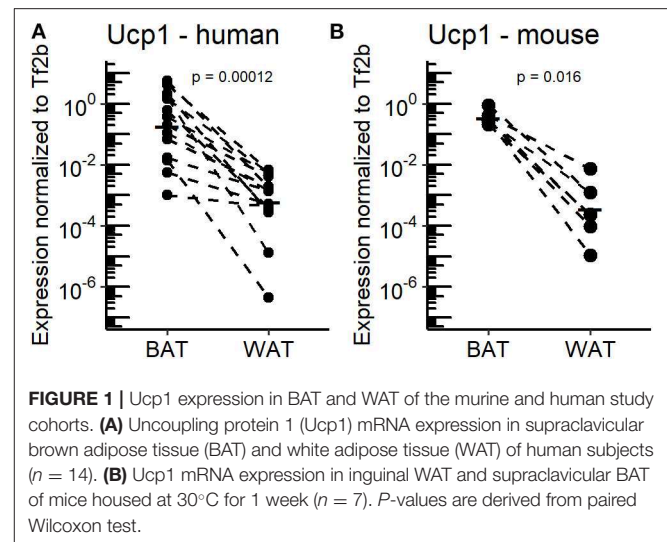 A Ucp1 - human
p = 0.00012
Expression normalized to Tf2b
10^0
10^-2
10^-4
10^-6
BAT WAT
B Ucp1 - mouse
p = 0.016
Expression normalized to Tf2b
10^0
10^-2
10^-4
10^-6
BAT WAT
FIGURE 1 | Ucp1 expression in BAT and WAT of the murine and human study
cohorts. (A) Uncoupling protein 1 (Ucp1) mRNA expression in supraclavicular
brown adipose tissue (BAT) and white adipose tissue (WAT) of human subjects
(n = 14). (B) Ucp1 mRNA expression in inguinal WAT and supraclavicular BAT
of mice housed at 30°C for 1 week (n = 7). P-values are derived from paired
Wilcoxon test.